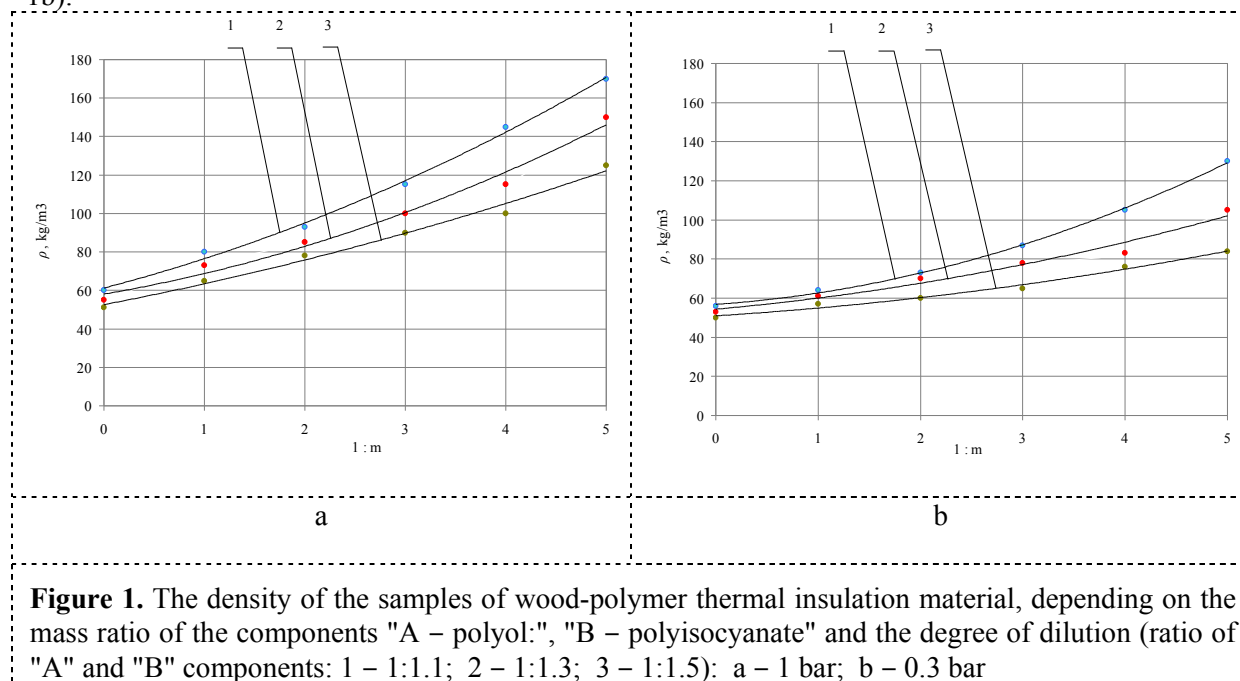 1b).
1 2 3
180
160
140
120
100
80
60
40
20
0
ρ , kg/m3
0 1 2 3 4 5
1 : m
1 2 3
180
160
140
120
100
80
60
40
20
0
ρ , kg/m3
0 1 2 3 4 5
1 : m
a b
Figure 1. The density of the samples of wood-polymer thermal insulation material, depending on the
mass ratio of the components "A – polyol:", "B – polyisocyanate" and the degree of dilution (ratio of
"A" and "B" components: 1 – 1:1.1; 2 – 1:1.3; 3 – 1:1.5): a – 1 bar; b – 0.3 bar